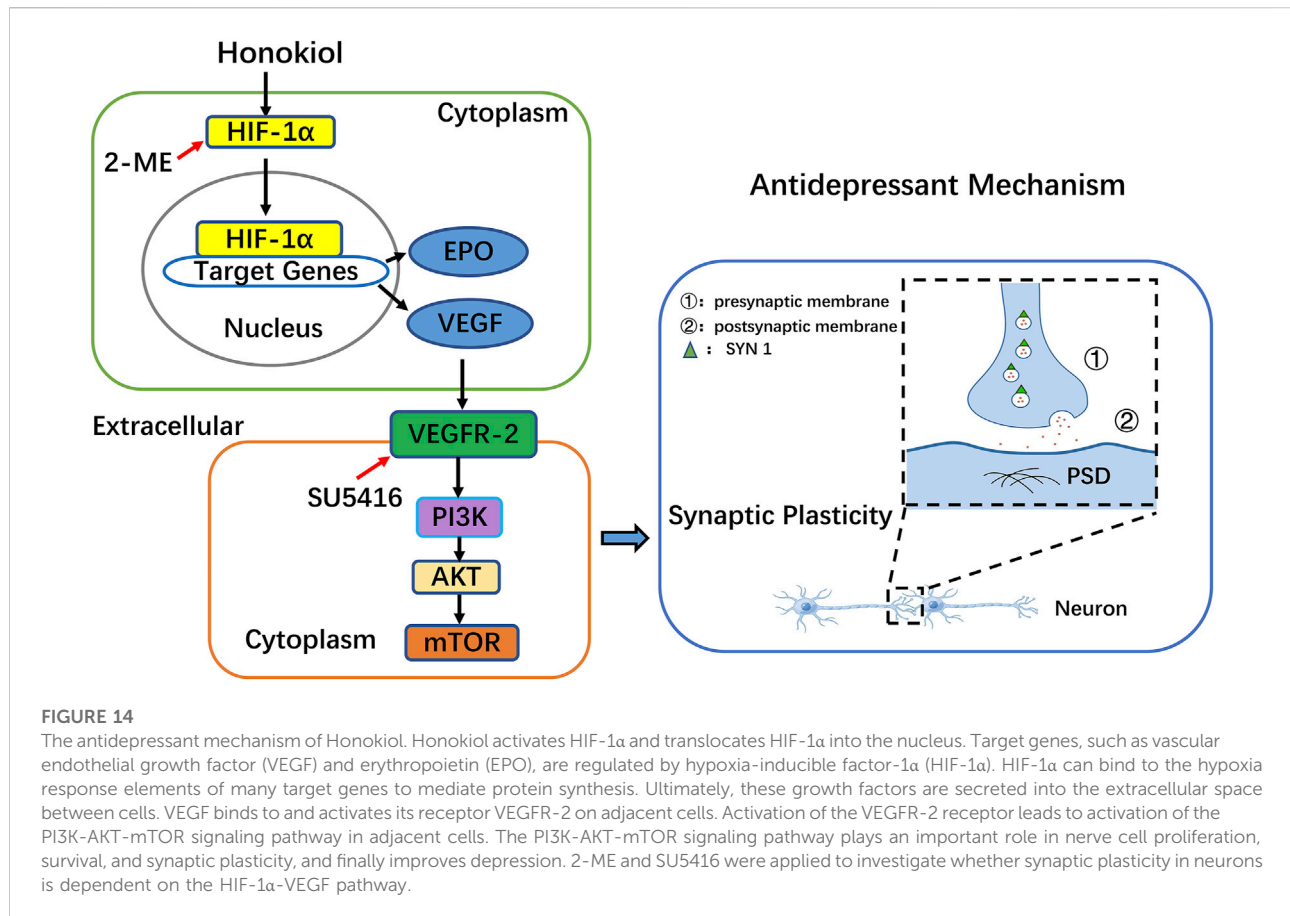 Honokiol
Cytoplasm
HIF-1α
2-ME
HIF-1α
Target Genes
EPO
Nucleus
VEGF
Extracellular
VEGFR-2
SU5416
PI3K
AKT
Cytoplasm
mTOR
Antidepressant Mechanism
①: presynaptic membrane
②: postsynaptic membrane
: SYN 1
①
②
PSD
Synaptic Plasticity
Neuron
FIGURE 14
The antidepressant mechanism of Honokiol. Honokiol activates HIF-1α and translocates HIF-1α into the nucleus. Target genes, such as vascular
endothelial growth factor (VEGF) and erythropoietin (EPO), are regulated by hypoxia-inducible factor-1α (HIF-1α). HIF-1α can bind to the hypoxia
response elements of many target genes to mediate protein synthesis. Ultimately, these growth factors are secreted into the extracellular space
between cells. VEGF binds to and activates its receptor VEGFR-2 on adjacent cells. Activation of the VEGFR-2 receptor leads to activation of the
PI3K-AKT-mTOR signaling pathway in adjacent cells. The PI3K-AKT-mTOR signaling pathway plays an important role in nerve cell proliferation,
survival, and synaptic plasticity, and finally improves depression. 2-ME and SU5416 were applied to investigate whether synaptic plasticity in neurons
is dependent on the HIF-1α-VEGF pathway.